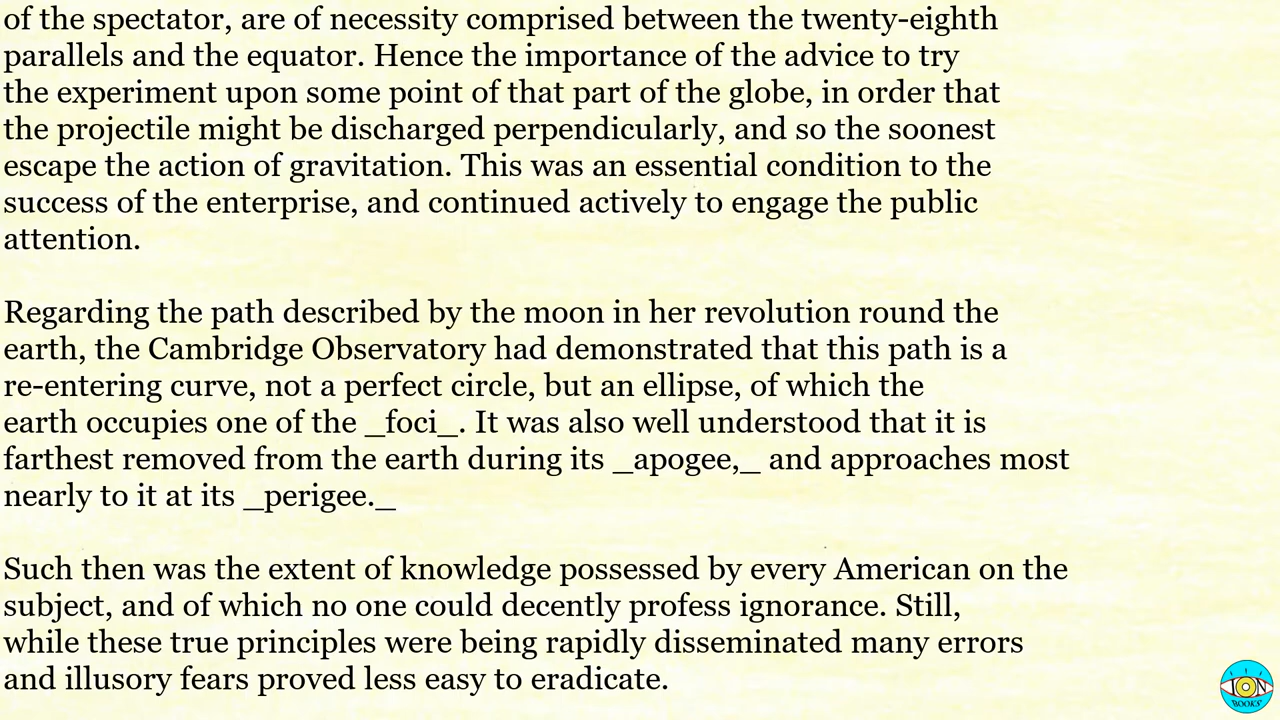 of the spectator, are of necessity comprised between the twenty-eighth
parallels and the equator. Hence the importance of the advice to try
the experiment upon some point of that part of the globe, in order that
the projectile might be discharged perpendicularly, and so the soonest
escape the action of gravitation. This was an essential condition to the
success of the enterprise, and continued actively to engage the public
attention.
Regarding the path described by the moon in her revolution round the
earth, the Cambridge Observatory had demonstrated that this path is a
re-entering curve, not a perfect circle, but an ellipse, of which the
earth occupies one of the _foci_. It was also well understood that it is
farthest removed from the earth during its _apogee,_ and approaches most
nearly to it at its _perigee._
Such then was the extent of knowledge possessed by every American on the
subject, and of which no one could decently profess ignorance. Still,
while these true principles were being rapidly disseminated many errors
and illusory fears proved less easy to eradicate.
ION
BOOKS